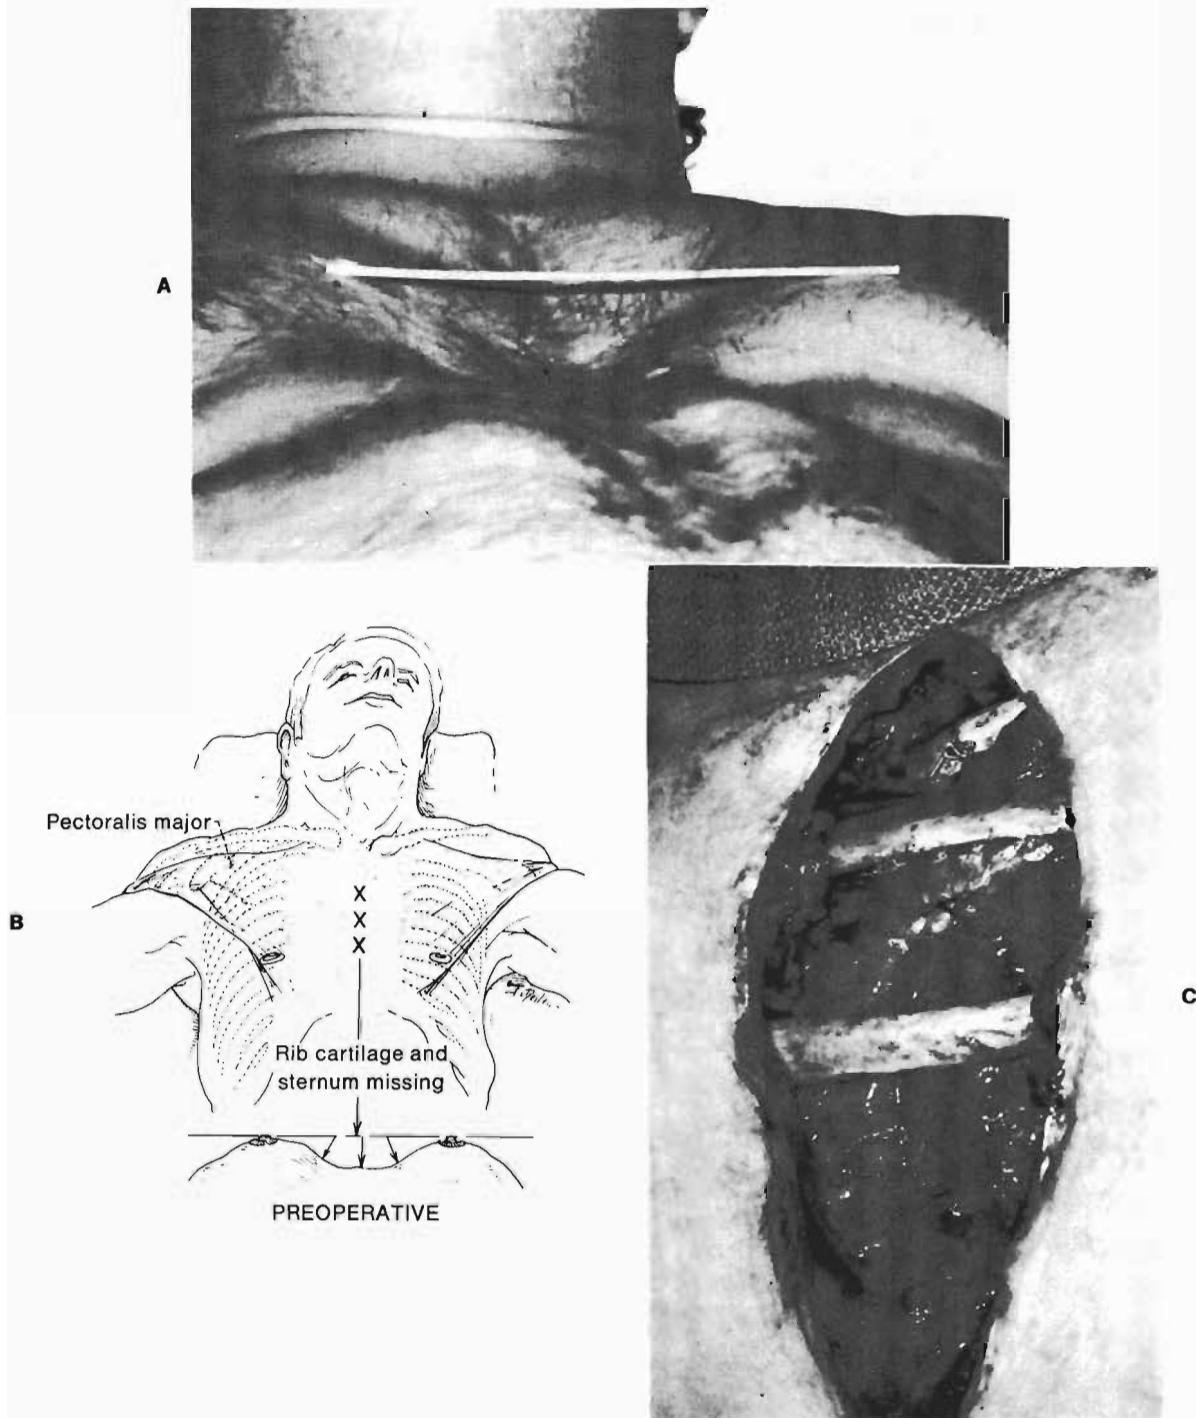 A
Pectoralis major
X
X
X
B
Rib cartilage and
sternum missing
PREOPERATIVE
C